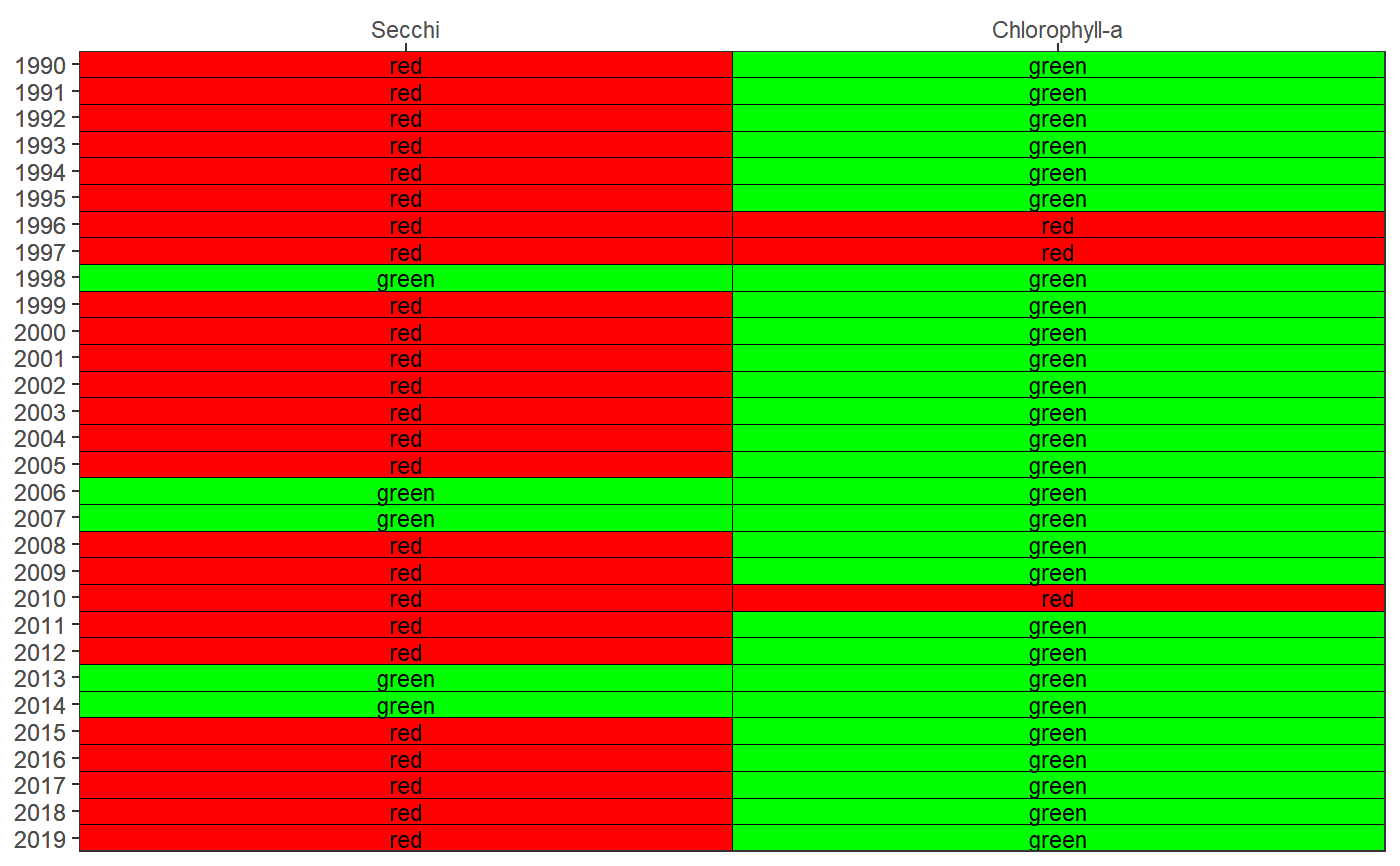 Secchi Chlorophyll-a
1990 red green
1991 red green
1992 red green
1993 red green
1994 red green
1995 red green
1996 red red
1997 red red
1998 green green
1999 red green
2000 red green
2001 red green
2002 red green
2003 red green
2004 red green
2005 red green
2006 green green
2007 green green
2008 red green
2009 red green
2010 red red
2011 red green
2012 red green
2013 green green
2014 green green
2015 red green
2016 red green
2017 red green
2018 red green
2019 red green